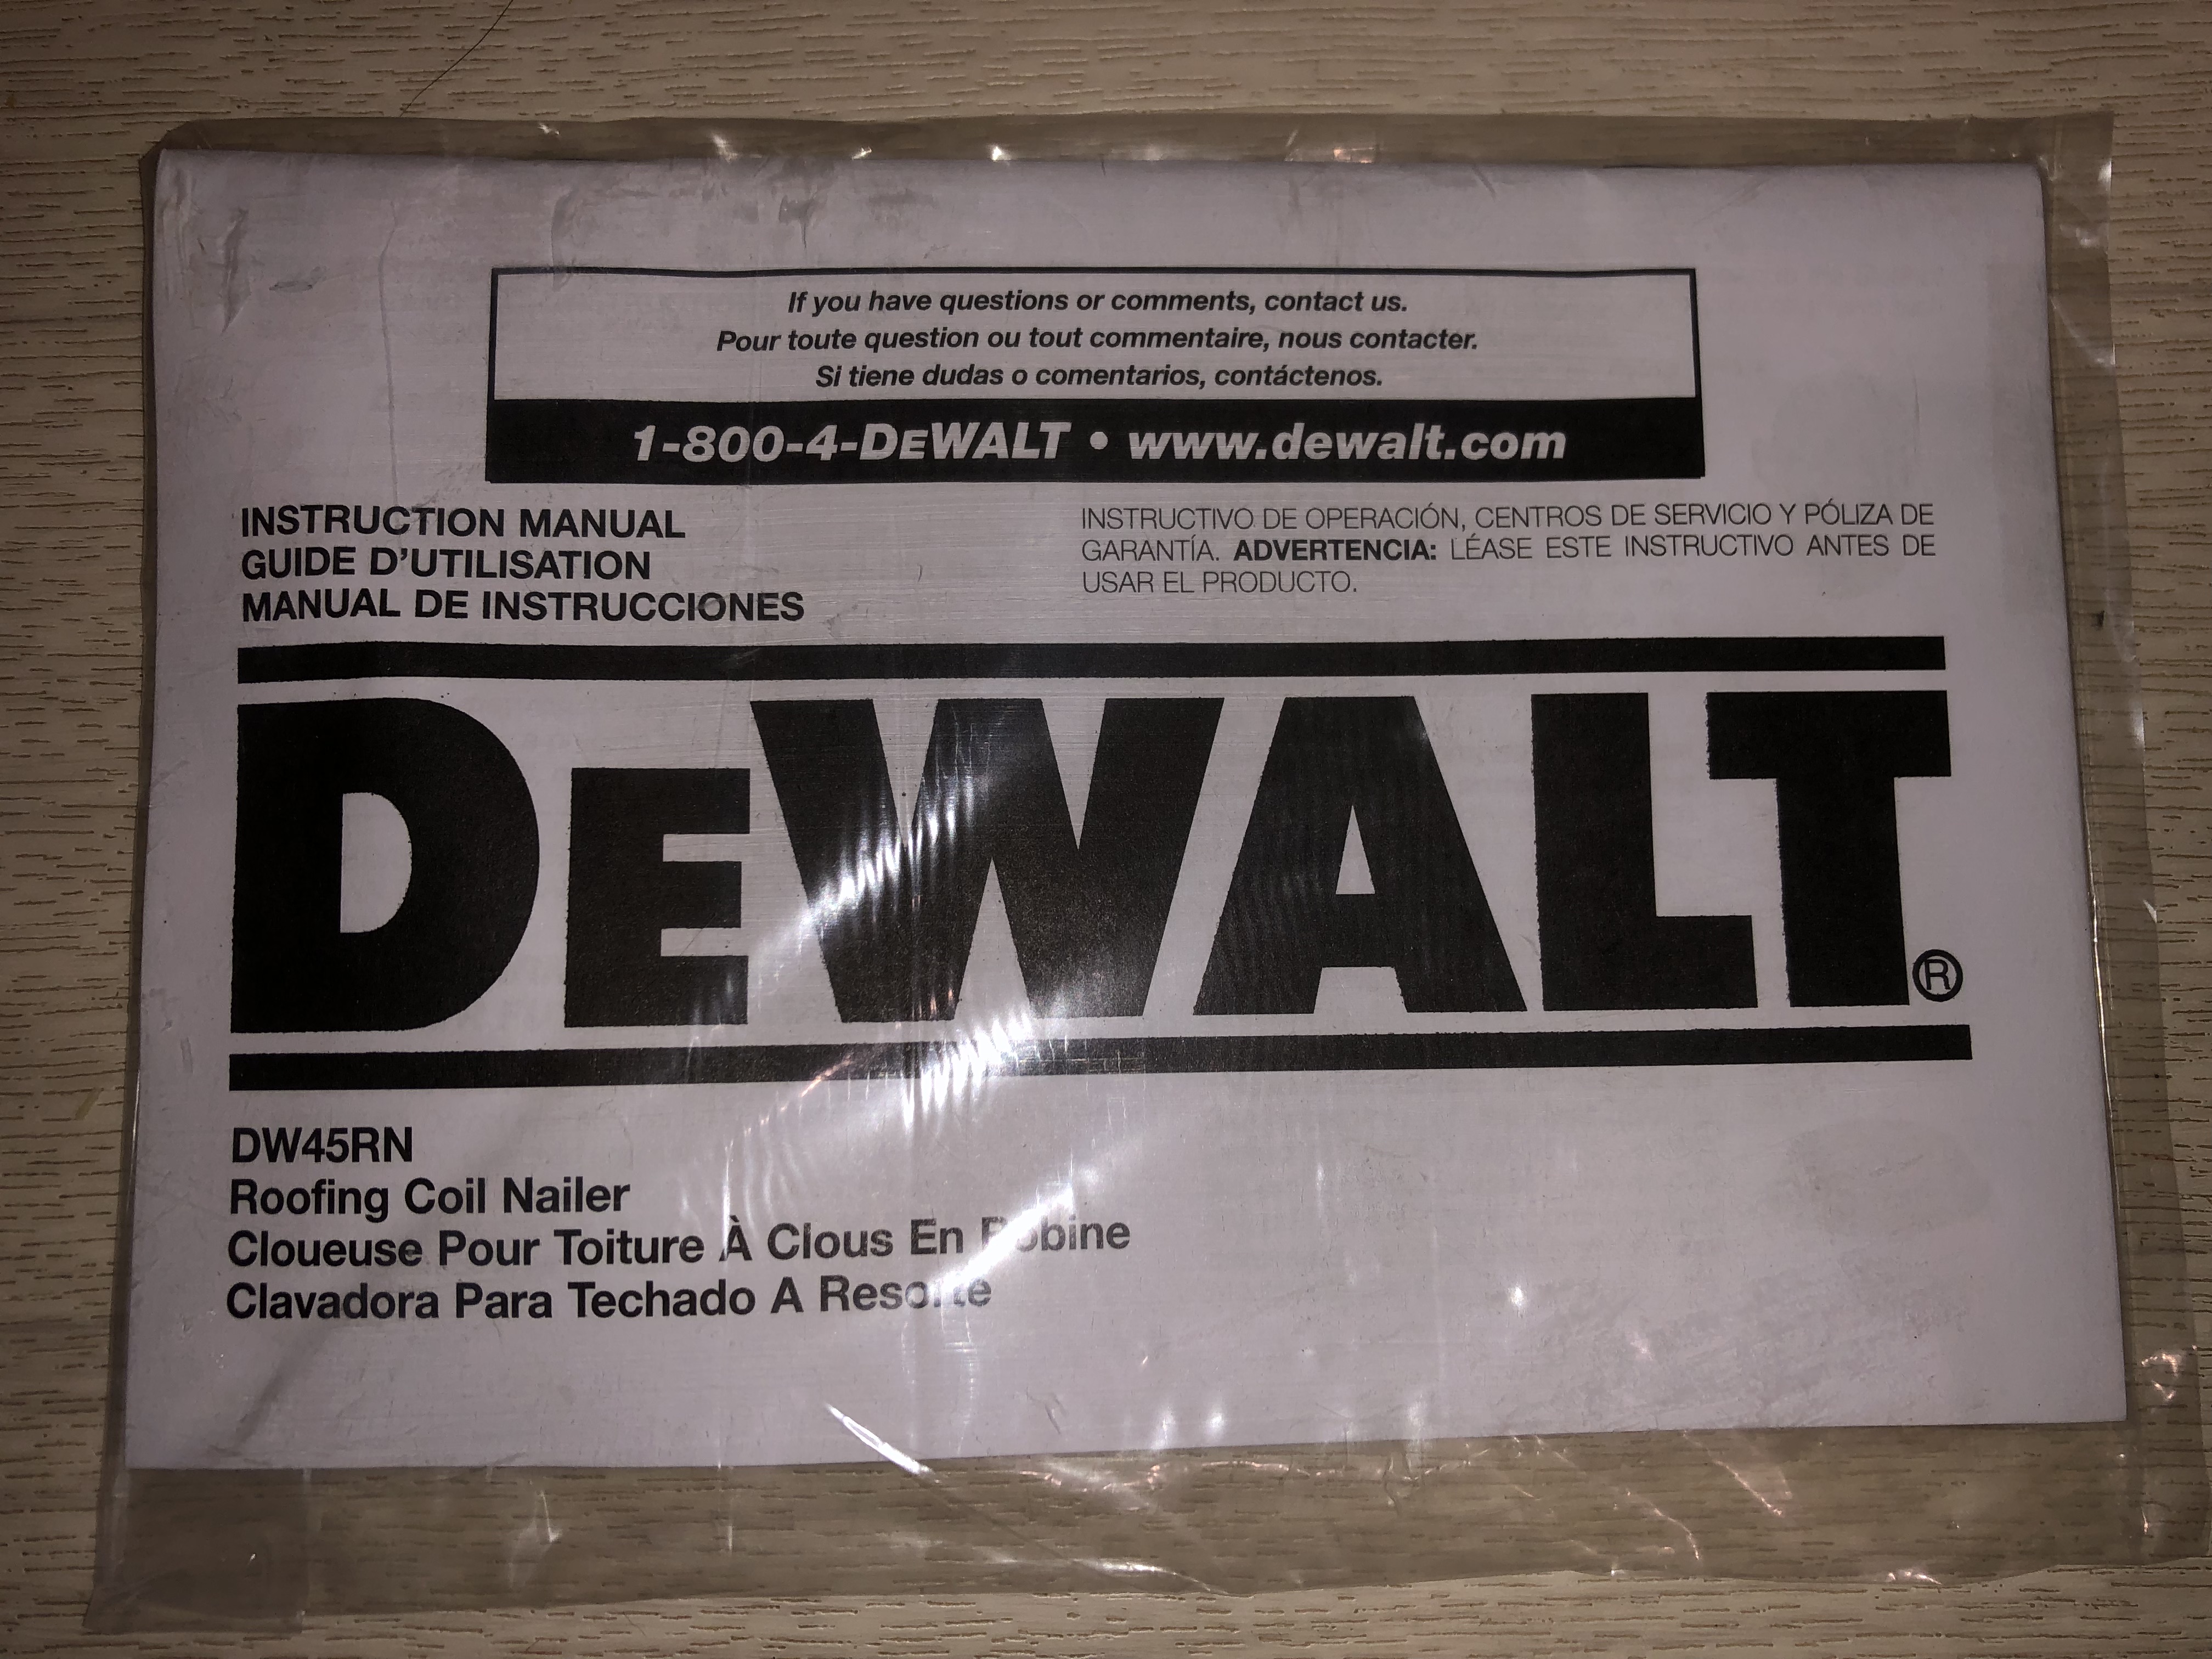 If you have questions or comments, contact us.
Pour toute question ou tout commentaire, nous contacter.
Si tiene dudas o comentarios, contáctenos.
1-800-4-DEWALT • www.dewalt.com
INSTRUCTION MANUAL
GUIDE D'UTILISATION
MANUAL DE INSTRUCCIONES
INSTRUCTIVO DE OPERACIÓN, CENTROS DE SERVICIO Y PÓLIZA DE
GARANTÍA. ADVERTENCIA: LÉASE ESTE INSTRUCTIVO ANTES DE
USAR EL PRODUCTO.
DEWALT®
DW45RN
Roofing Coil Nailer
Cloueuse Pour Toiture À Clous En Bobine
Clavadora Para Techado A Resorte